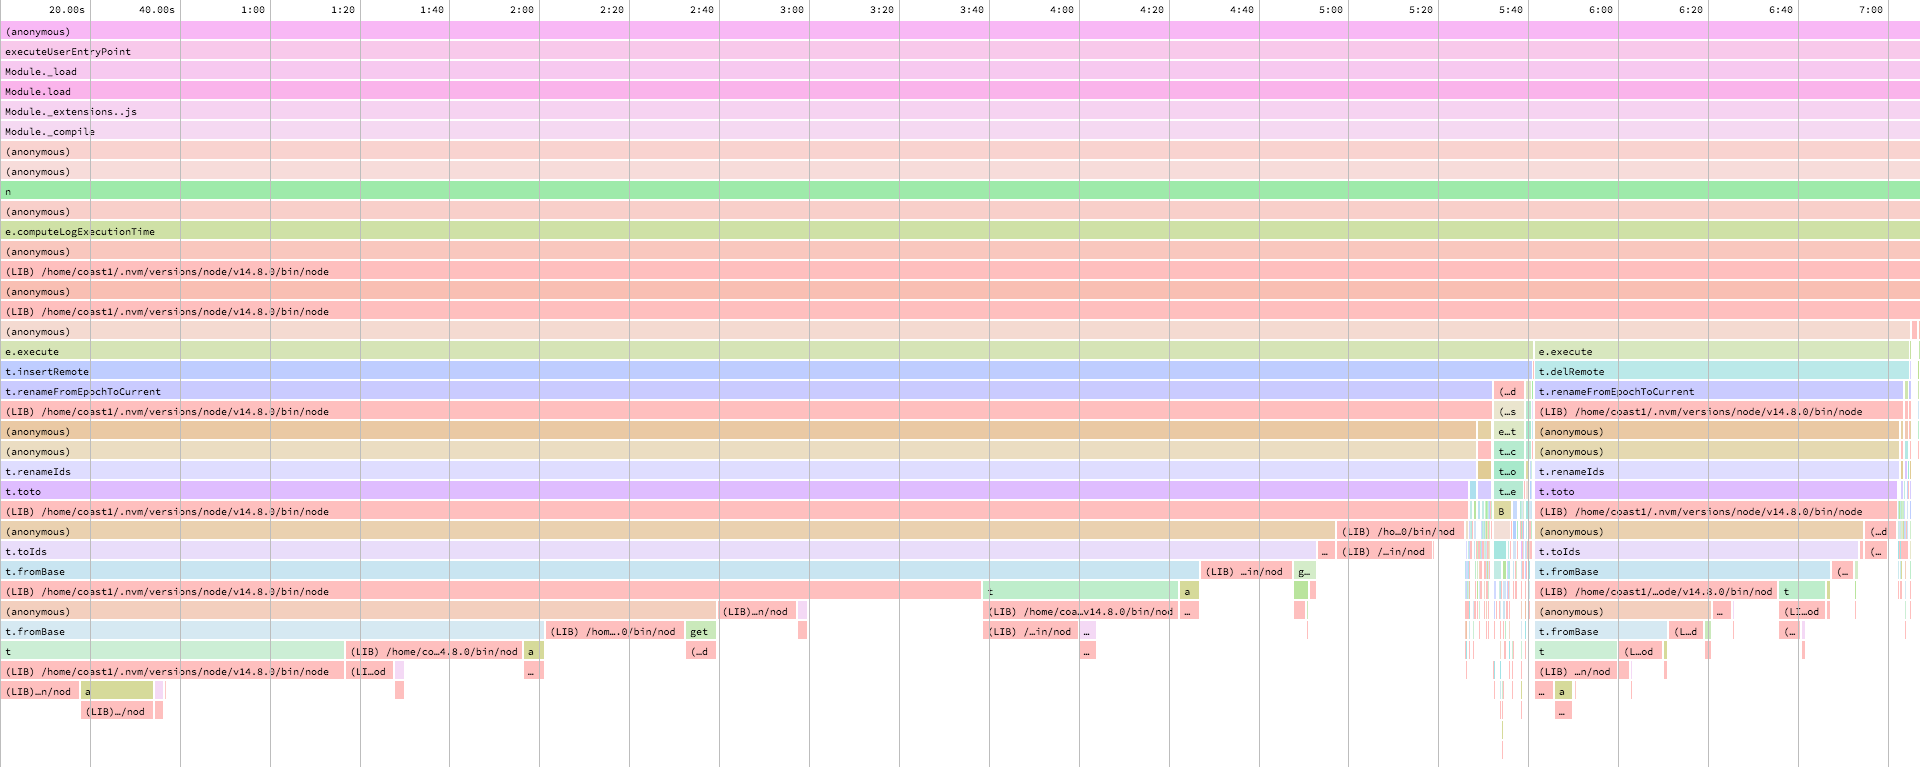 20.00s 40.00s 1:00 1:20 1:40 2:00 2:20 2:40 3:00 3:20 3:40 4:00 4:20 4:40 5:00 5:20 5:40 6:00 6:20 6:40 7:00
(anonymous)
executeUserEntryPoint
Module._load
Module.load
Module._extensions..js
Module._compile
(anonymous)
(anonymous)
n
(anonymous)
e.computeLogExecutionTime
(anonymous)
(LIB) /home/coast1/.nvm/versions/node/v14.8.0/bin/node
(anonymous)
(LIB) /home/coast1/.nvm/versions/node/v14.8.0/bin/node
(anonymous)
e.execute e.execute
t.insertRemote t.delRemote
t.renameFromEpochToCurrent (…d t.renameFromEpochToCurrent
(LIB) /home/coast1/.nvm/versions/node/v14.8.0/bin/node (…s (LIB) /home/coast1/.nvm/versions/node/v14.8.0/bin/node
(anonymous) e…t (anonymous)
(anonymous) t…c (anonymous)
t.renameIds t…o t.renameIds
t.toto t…e t.toto
(LIB) /home/coast1/.nvm/versions/node/v14.8.0/bin/node B (LIB) /home/coast1/.nvm/versions/node/v14.8.0/bin/node
(anonymous) (LIB) /ho…0/bin/nod (anonymous) (…d
t.toIds … (LIB) /…in/nod t.toIds (…
t.fromBase (LIB) …in/nod g… t.fromBase (…
(LIB) /home/coast1/.nvm/versions/node/v14.8.0/bin/node t a (LIB) /home/coast1/…ode/v14.8.0/bin/nod t
(anonymous) (LIB)…n/nod (LIB) /home/coa…v14.8.0/bin/nod … (anonymous) … (LI…od
t.fromBase (LIB) /hom….0/bin/nod get (LIB) /…in/nod … t.fromBase (L…d (…
t (LIB) /home/co…4.8.0/bin/nod a (…d … t (L…od
(LIB) /home/coast1/.nvm/versions/node/v14.8.0/bin/node (LI…od … (LIB) …n/nod
(LIB)…n/nod a … a
(LIB)…/nod …